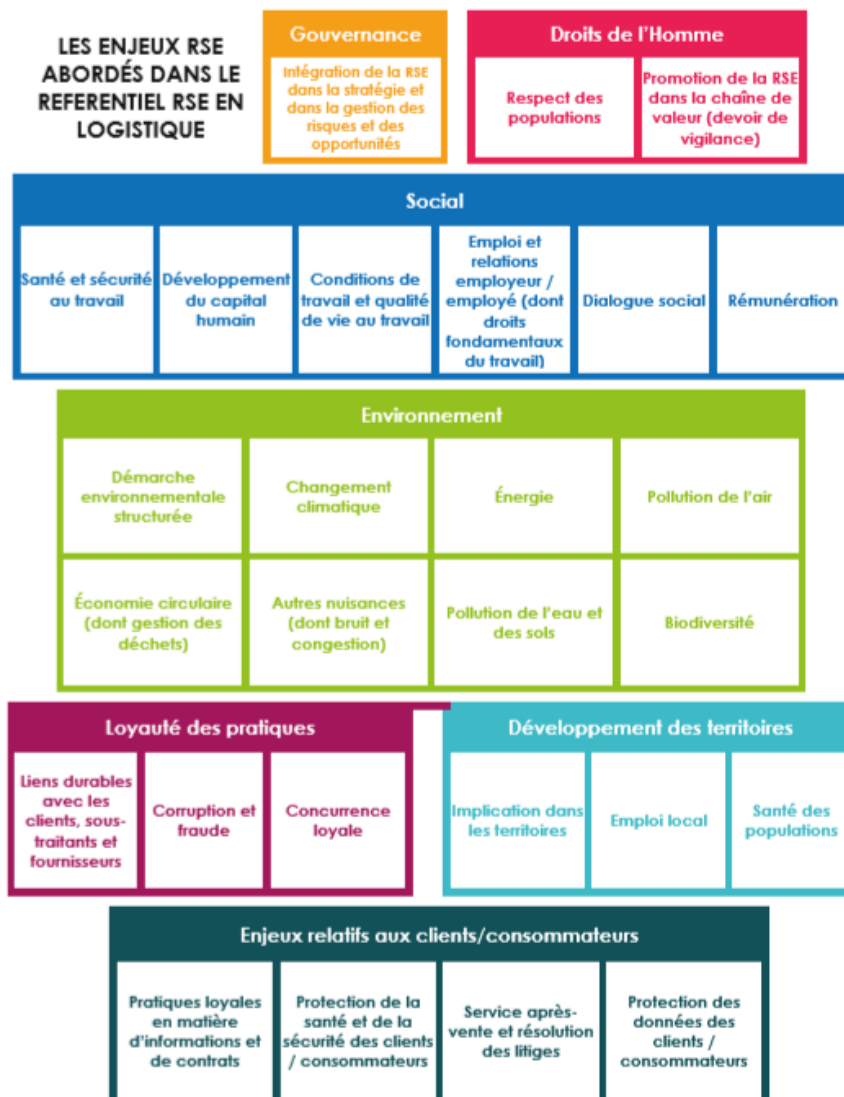 LES ENJEUX RSE
ABORDÉS DANS LE
REFERENTIEL RSE EN
LOGISTIQUE
Gouvernance
Intégration de la RSE
dans la stratégie et
dans la gestion des
risques et des
opportunités
Droits de l'Homme
Respect des
populations
Promotion de la RSE
dans la chaîne de
valeur (devoir de
vigilance)
Social
Santé et sécurité
au travail
Développement
du capital
humain
Conditions de
travail et qualité
de vie au travail
Emploi et
relations
employeur /
employé (dont
droits
fondamentaux
du travail)
Dialogue social
Rémunération
Environnement
Démarche
environnementale
structurée
Changement
climatique
Énergie
Pollution de l'air
Économie circulaire
(dont gestion des
déchets)
Autres nuisances
(dont bruit et
congestion)
Pollution de l'eau et
des sols
Biodiversité
Loyauté des pratiques
Liens durables
avec les
clients, sous-
traitants et
fournisseurs
Corruption et
fraude
Concurrence
loyale
Développement des territoires
Implication dans
les territoires
Emploi local
Santé des
populations
Enjeux relatifs aux clients/consommateurs
Pratiques loyales
en matière
d'informations et
de contrats
Protection de la
santé et de la
sécurité des clients
/ consommateurs
Service après-
vente et résolution
des litiges
Protection des
données des
clients /
consommateurs